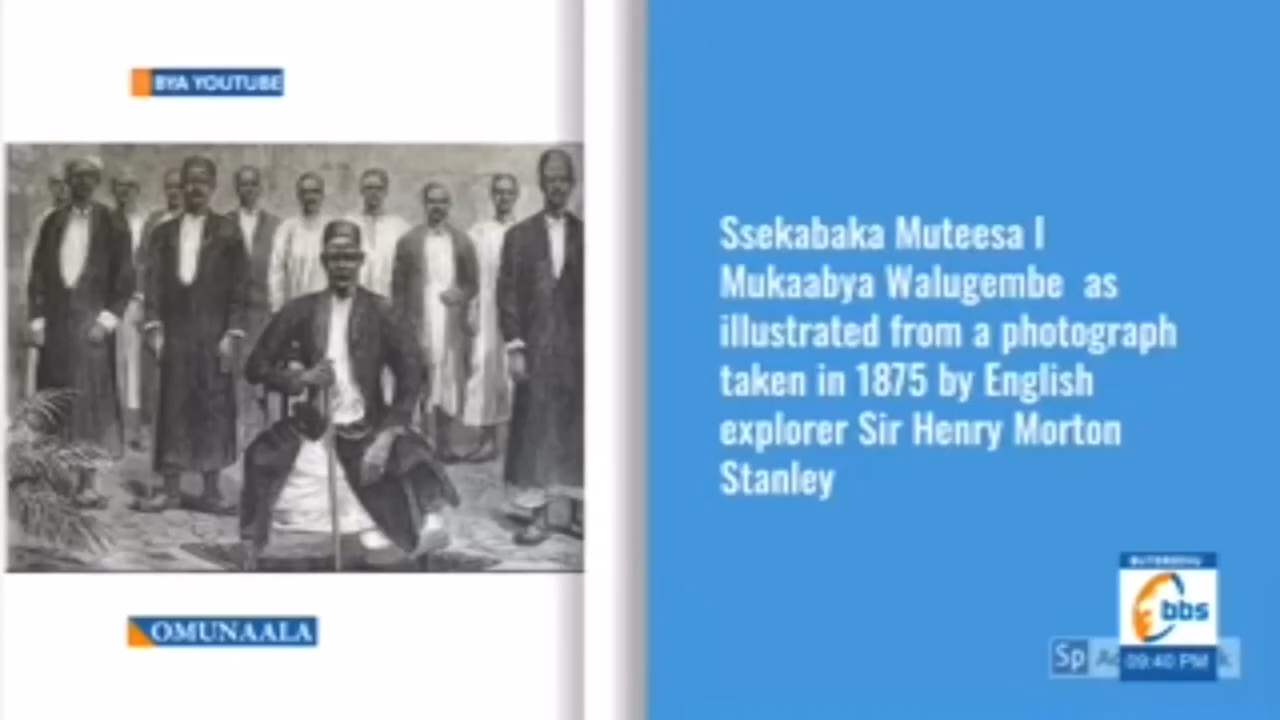 BYA YOUTUBE
Ssekabaka Muteesa I
Mukaabya Walugembe as
illustrated from a photograph
taken in 1875 by English
explorer Sir Henry Morton
Stanley
OMUNAALA
bbs
Sp
09:40 PM